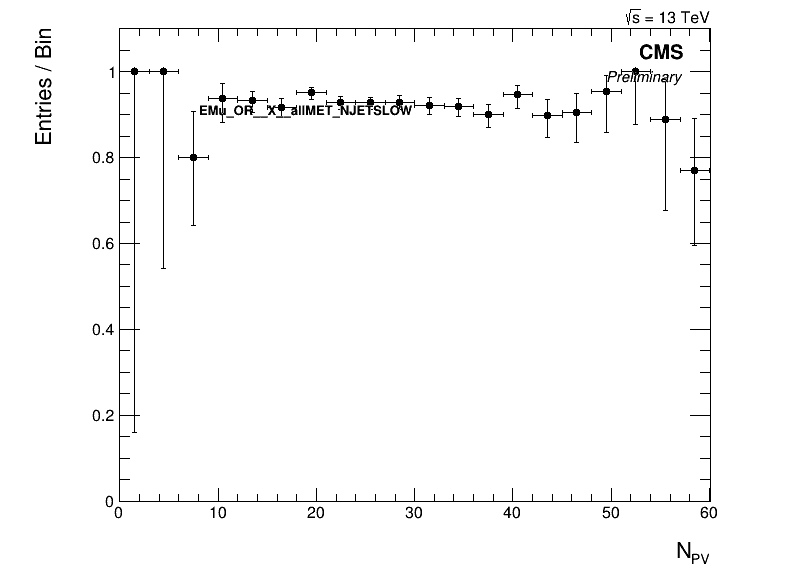 √s = 13 TeV
CMS
Preliminary
Entries / Bin
1
0.8
0.6
0.4
0.2
0
EMu_OR__X__allMET_NJETSLOW
0 10 20 30 40 50 60
N_PV